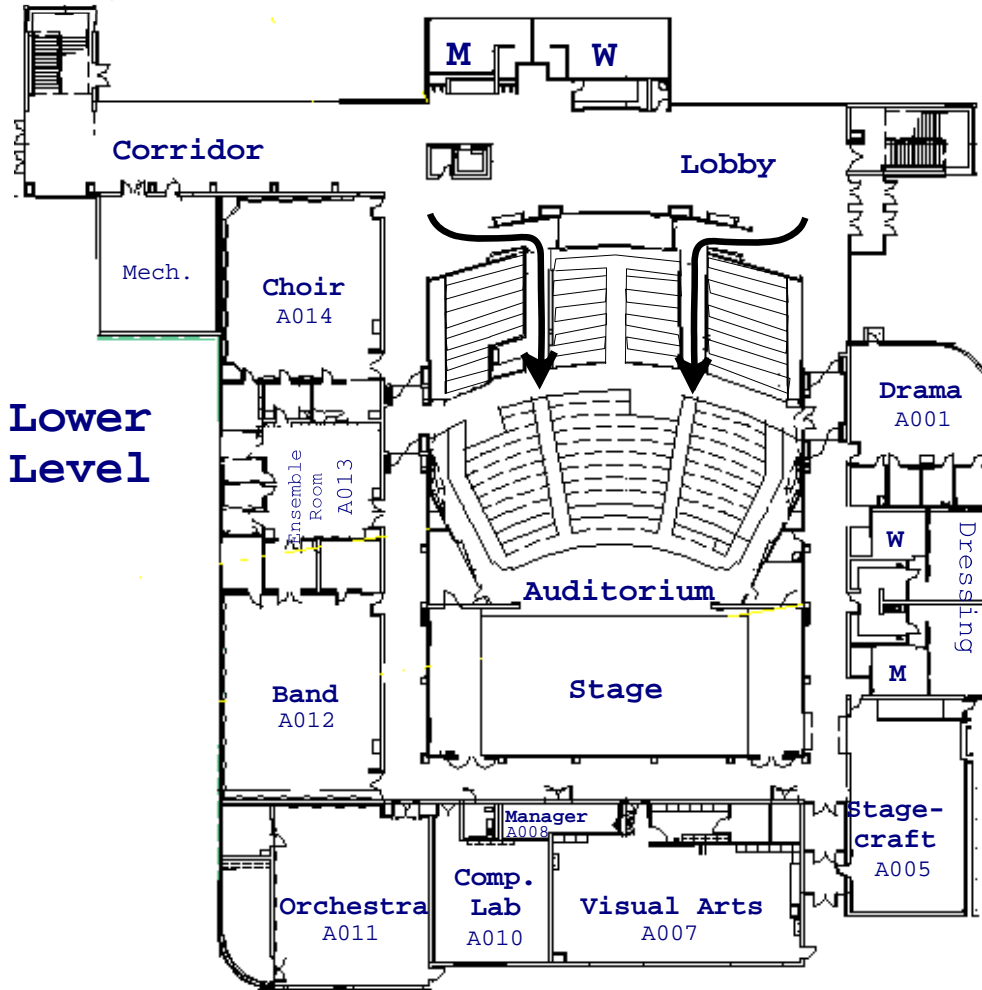 M
W
Corridor
Lobby
Mech.
Choir
A014
Drama
A001
Lower
Level
Ensemble
Room
A013
W
Dressing
Auditorium
Band
A012
Stage
M
Manager
A008
Stage-
craft
A005
Comp.
Lab
A010
Orchestra
A011
Visual Arts
A007